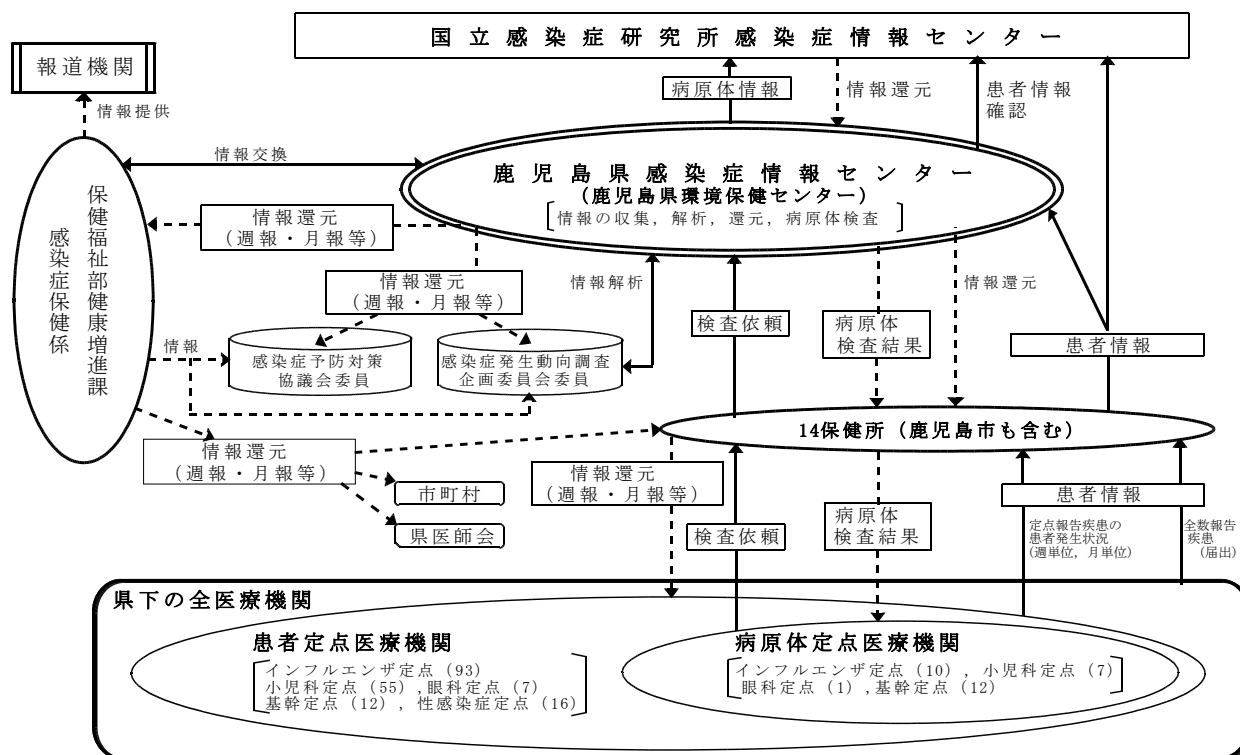 国立感染症研究所感染症情報センター
報道機関
病原体情報
情報還元
患者情報
確認
情報提供
情報交換
鹿児島県感染症情報センター
(鹿児島県環境保健センター)
情報の収集，解析，還元，病原体検査
保健福祉部健康増進課
感染症保健係
情報還元
（週報・月報等）
情報還元
（週報・月報等）
情報解析
情報還元
検査依頼
病原体
検査結果
患者情報
情報
感染症予防対策
協議会委員
感染症発生動向調査
企画委員会委員
14保健所（鹿児島市も含む）
情報還元
（週報・月報等）
市町村
県医師会
情報還元
（週報・月報等）
検査依頼
病原体
検査結果
患者情報
定点報告疾患の
患者発生状況
(週単位，月単位)
全数報告
疾患
(届出)
県下の全医療機関
患者定点医療機関
インフルエンザ定点（93）
小児科定点（55），眼科定点（7）
基幹定点（12），性感染症定点（16）
病原体定点医療機関
インフルエンザ定点（10），小児科定点（7）
眼科定点（1），基幹定点（12）